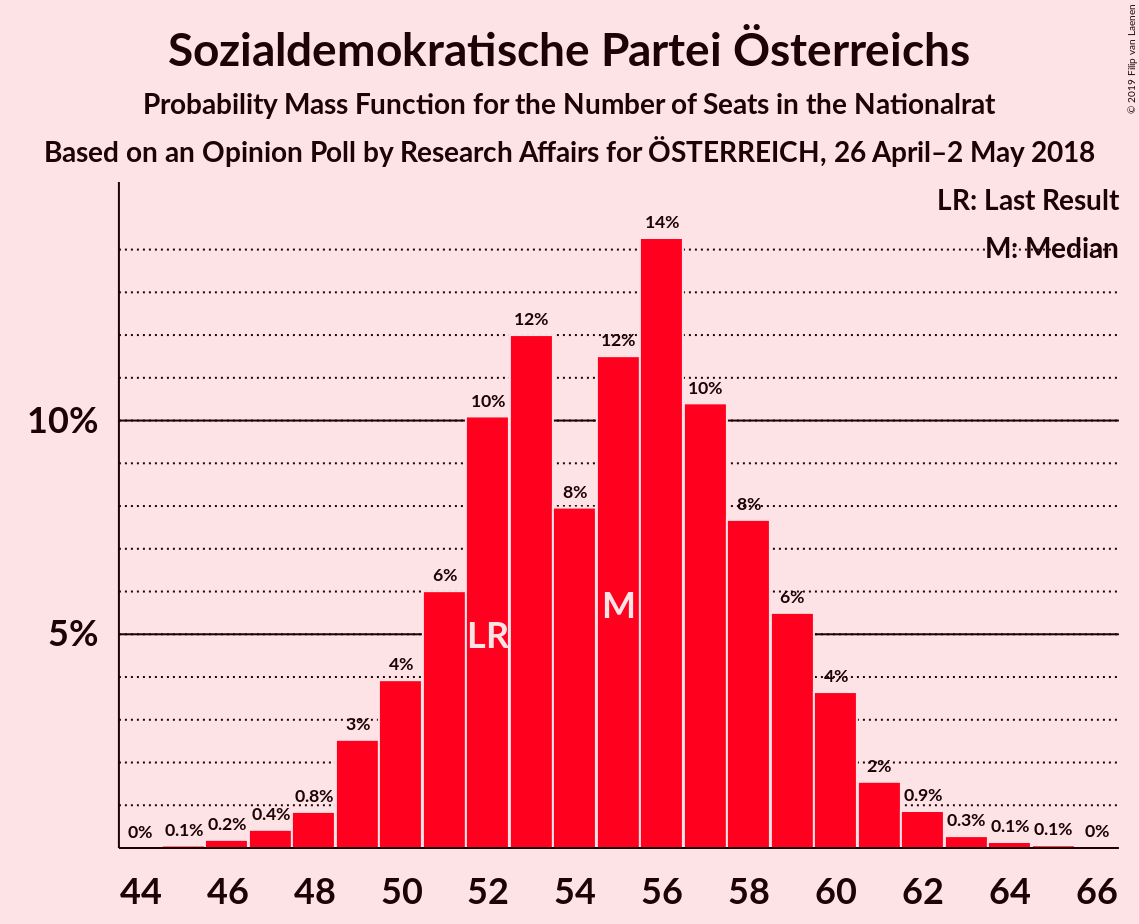 © 2019 Filip van Laenen
Sozialdemokratische Partei Österreichs
Probability Mass Function for the Number of Seats in the Nationalrat
Based on an Opinion Poll by Research Affairs for ÖSTERREICH, 26 April–2 May 2018
LR: Last Result
M: Median
10%
5%
0% 0.1% 0.2% 0.4% 0.8% 3% 4% 6% 10% 12% 8% 12% 14% 10% 8% 6% 4% 2% 0.9% 0.3% 0.1% 0.1% 0%
LR M
44 46 48 50 52 54 56 58 60 62 64 66